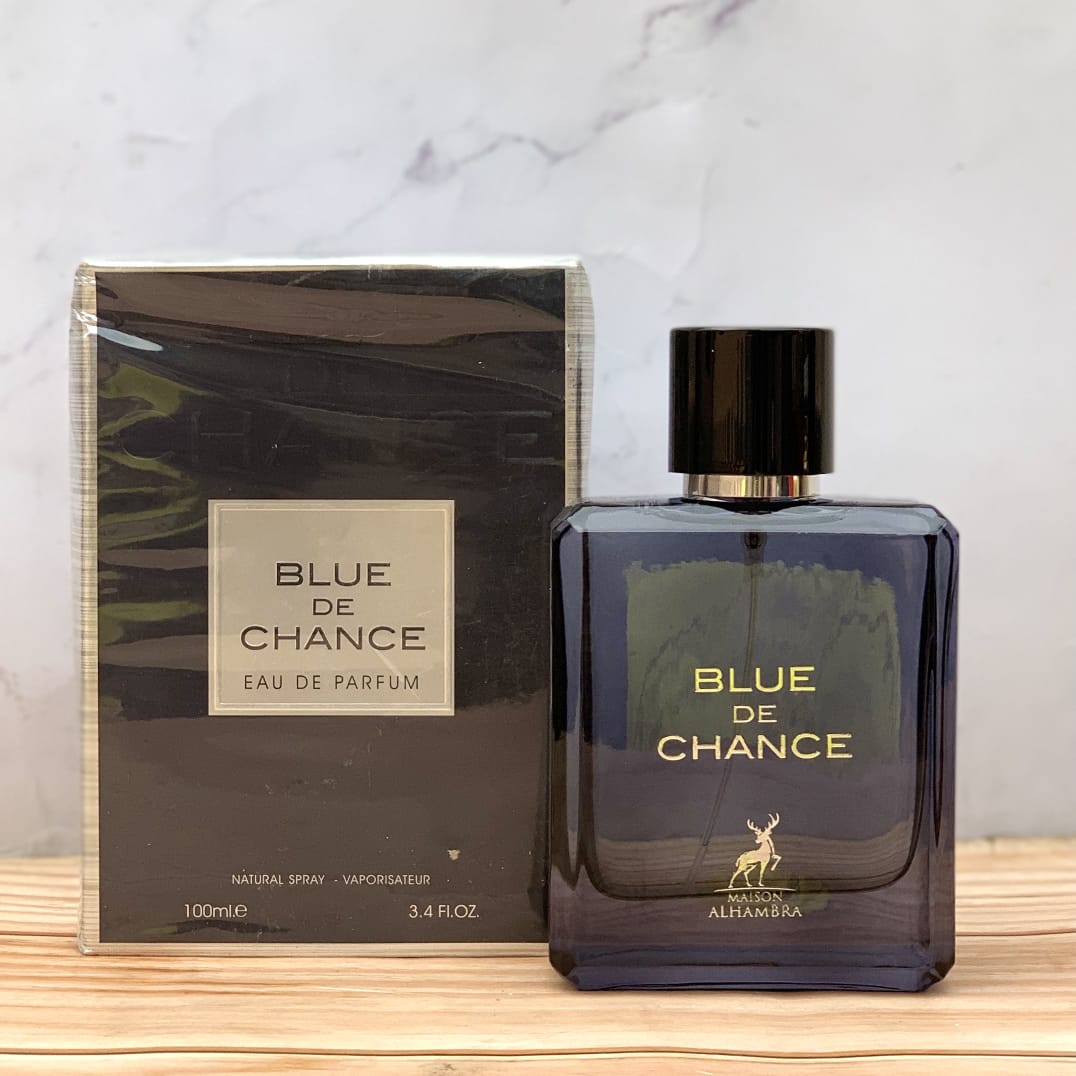 BLUE
DE
CHANCE
EAU DE PARFUM
NATURAL SPRAY - VAPORISATEUR
100ml.e
3.4 Fl.OZ.
BLUE
DE
CHANCE
MAISON
ALHAMBRA